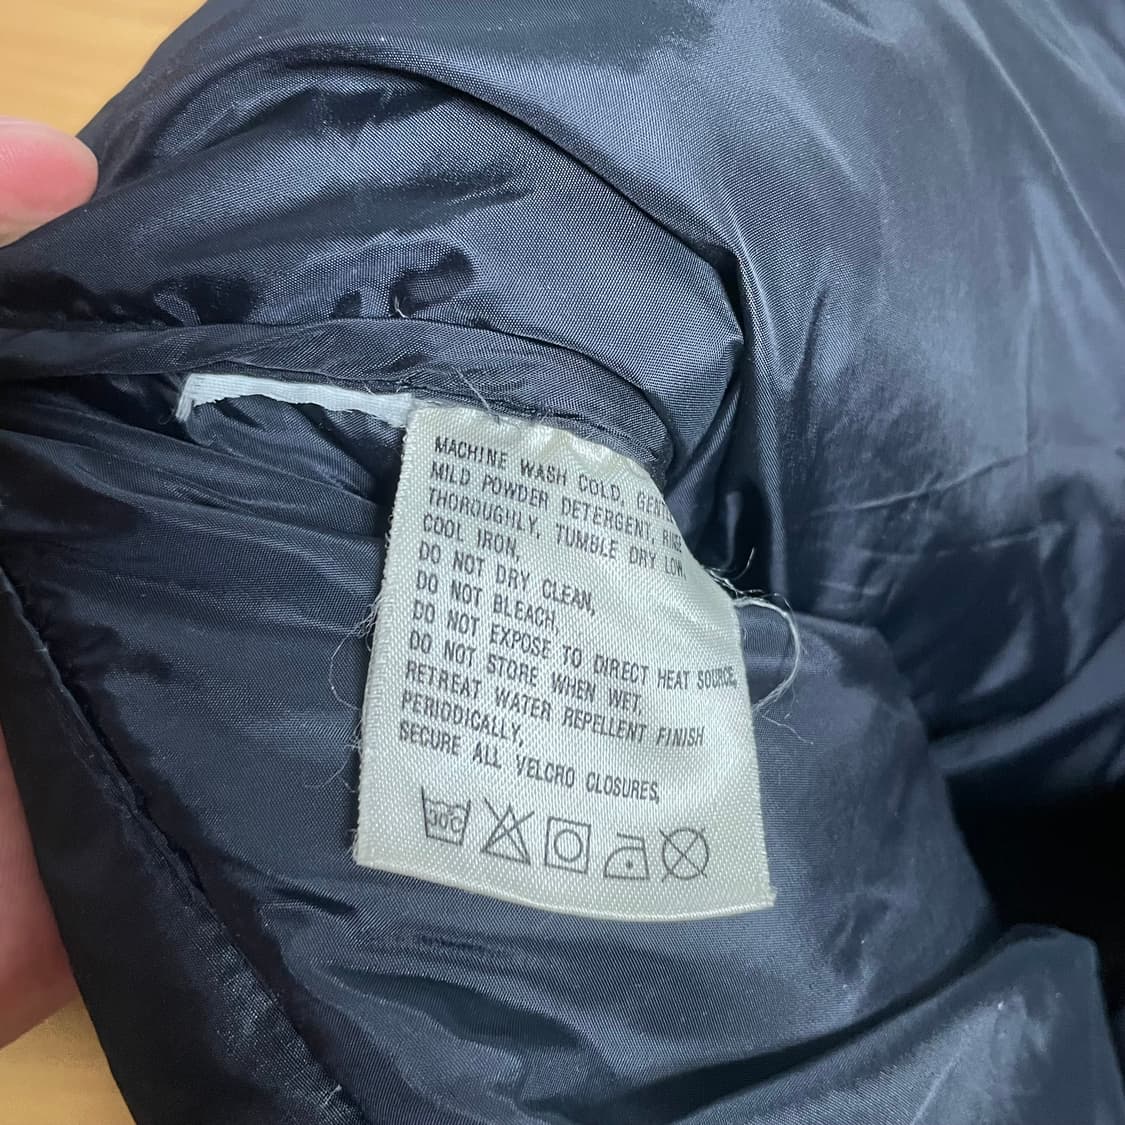 MACHINE WASH COLD,
MILD POWDER DETERGENT,
THOROUGHLY, TUMBLE DRY LOW,
COOL IRON,
DO NOT DRY CLEAN,
DO NOT BLEACH,
DO NOT EXPOSE TO DIRECT HEAT SOURCE,
DO NOT STORE WHEN WET.
RETREAT WATER REPELLENT FINISH
PERIODICALLY,
SECURE ALL VELCRO CLOSURES,
30°C